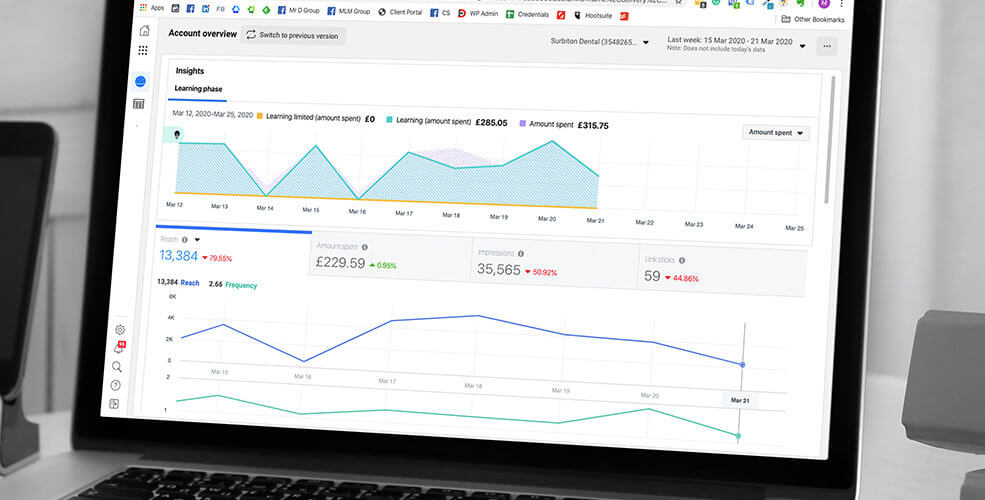 Apps Mr D Group MLM Group Client Portal CS WP Admin Credentials Hootsuite Other Bookmarks
Account overview Switch to previous version Surbiton Dental (3548265... Last week: 15 Mar 2020 - 21 Mar 2020
Note: Does not include today's data
Insights
Learning phase
Mar 12, 2020-Mar 25, 2020 Learning limited (amount spent) £0 Learning (amount spent) £285.05 Amount spent £315.75 Amount spent
Mar 12 Mar 13 Mar 14 Mar 15 Mar 16 Mar 17 Mar 18 Mar 19 Mar 20 Mar 21 Mar 22 Mar 23 Mar 24 Mar 25
Reach Amount spent Impressions Link clicks
13,384 79.55% £229.59 0.95% 35,565 50.92% 59 44.86%
13,384 Reach 2.66 Frequency
6K
4K
2K
0
Mar 15 Mar 16 Mar 17 Mar 18 Mar 19 Mar 20 Mar 21
2
1